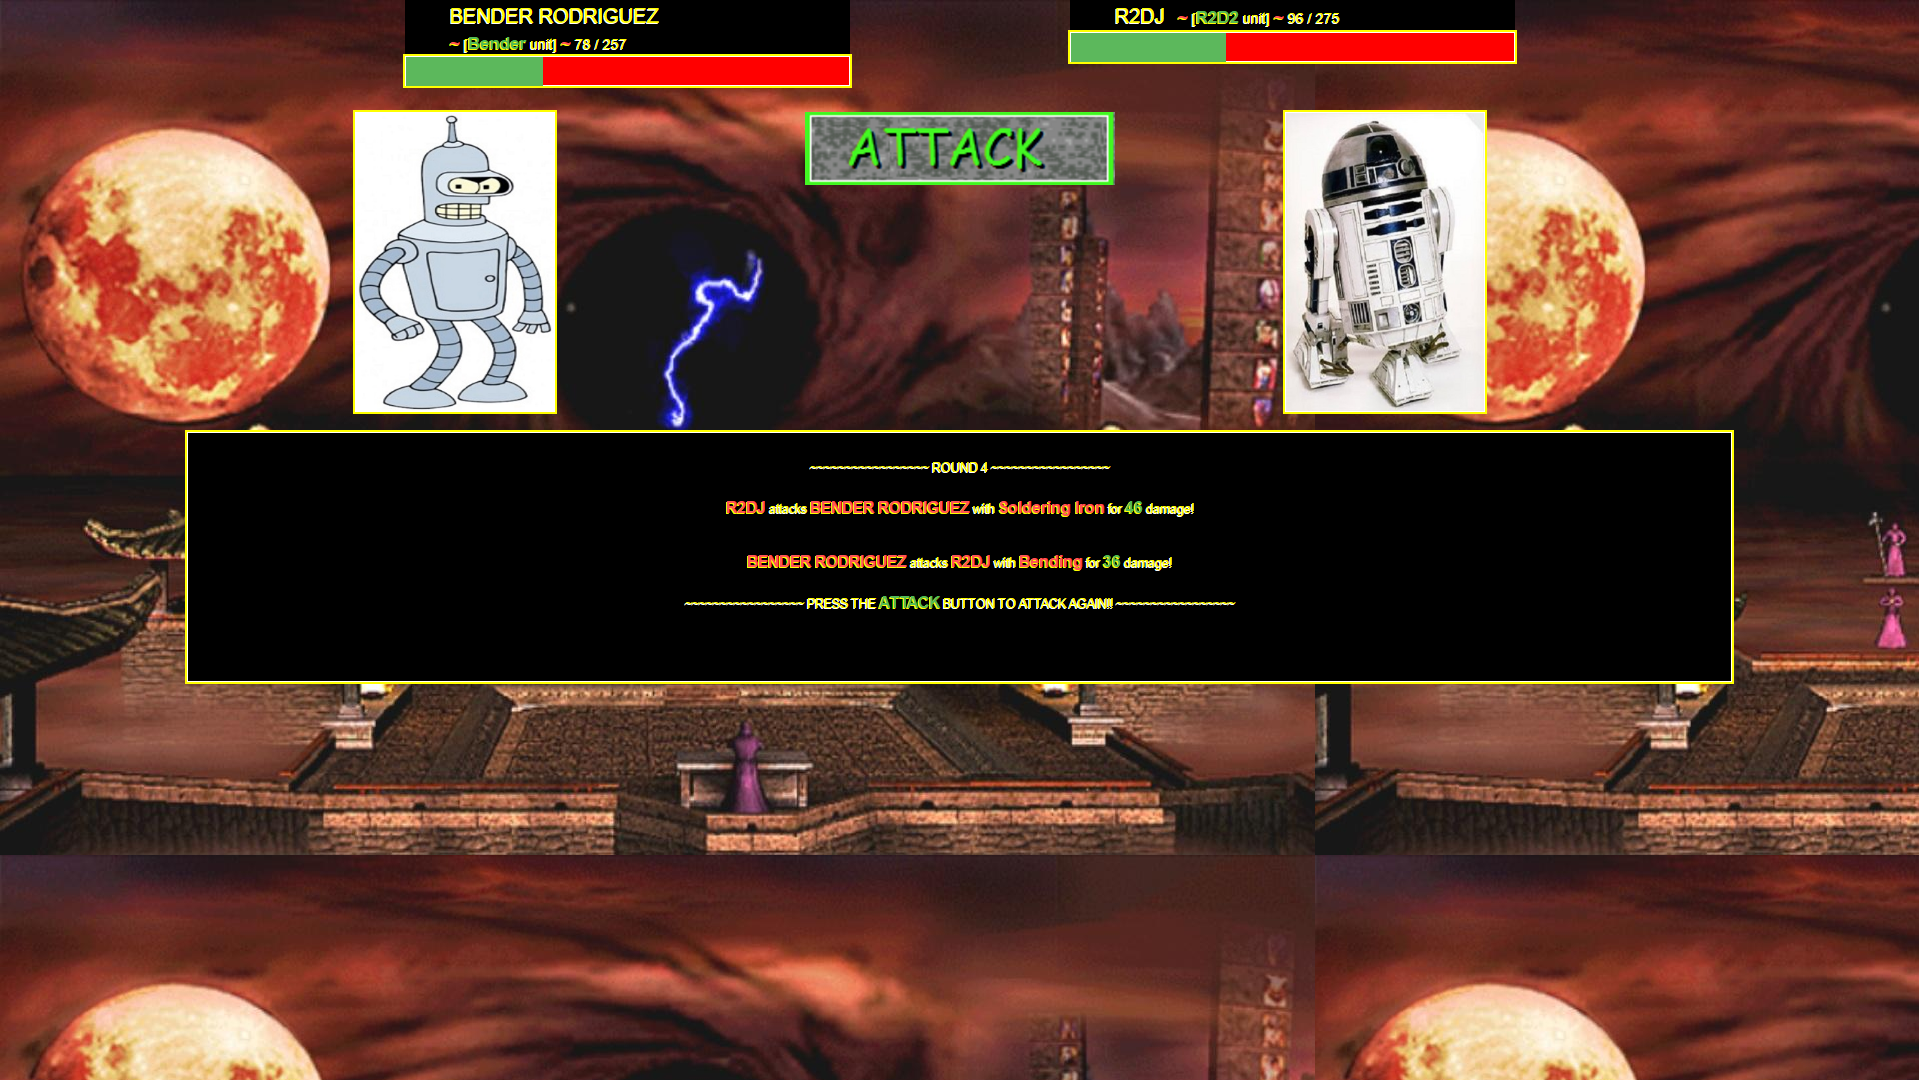 BENDER RODRIGUEZ
~ [Bender unit] ~ 78 / 257
R2DJ ~ [R2D2 unit] ~ 96 / 275
ATTACK
~~~~~~~~~~~~~~~~~ ROUND 4 ~~~~~~~~~~~~~~~~~
R2DJ attacks BENDER RODRIGUEZ with Soldering Iron for 46 damage!
BENDER RODRIGUEZ attacks R2DJ with Bending for 36 damage!
~~~~~~~~~~~~~~~~~ PRESS THE ATTACK BUTTON TO ATTACK AGAIN!! ~~~~~~~~~~~~~~~~~